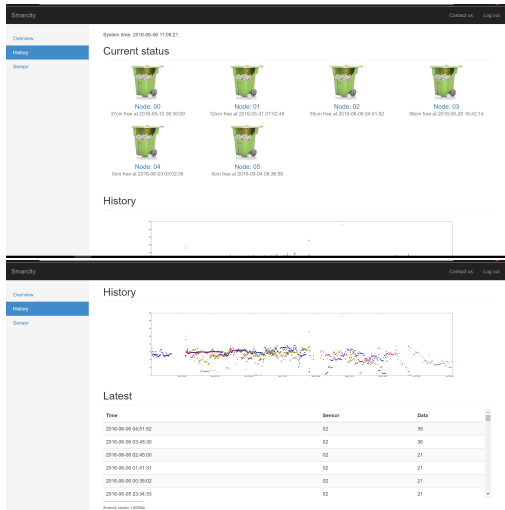 Smarcity Contact us Log out
System time: 2016-06-06 11:09:21
Overview
Current status
History
Sensor
Node: 00 Node: 01 Node: 02 Node: 03
37cm free at 2016-05-10 06:30:09 52cm free at 2016-05-31 07:52:48 35cm free at 2016-06-06 04:51:52 56cm free at 2016-05-28 16:42:14
Node: 04 Node: 05
0cm free at 2016-06-03 03:02:38 0cm free at 2016-06-04 08:36:58
History
Smarcity Contact us Log out
Overview
History
History
Sensor
Latest
Time Sensor Data
2016-06-06 04:51:52 02 35
2016-06-06 03:48:30 02 36
2016-06-06 02:45:00 02 21
2016-06-06 01:41:31 02 21
2016-06-06 00:38:02 02 21
2016-06-05 23:34:33 02 21